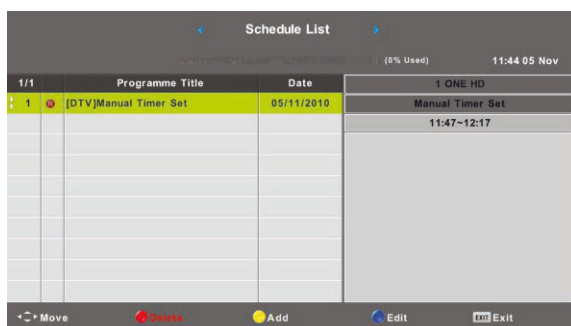 Schedule List
(0% Used) 11:44 05 Nov
1/1 Programme Title Date 1 ONE HD
1 R [DTV]Manual Timer Set 05/11/2010 Manual Timer Set
11:47~12:17
Move Delete Add Edit EXIT Exit